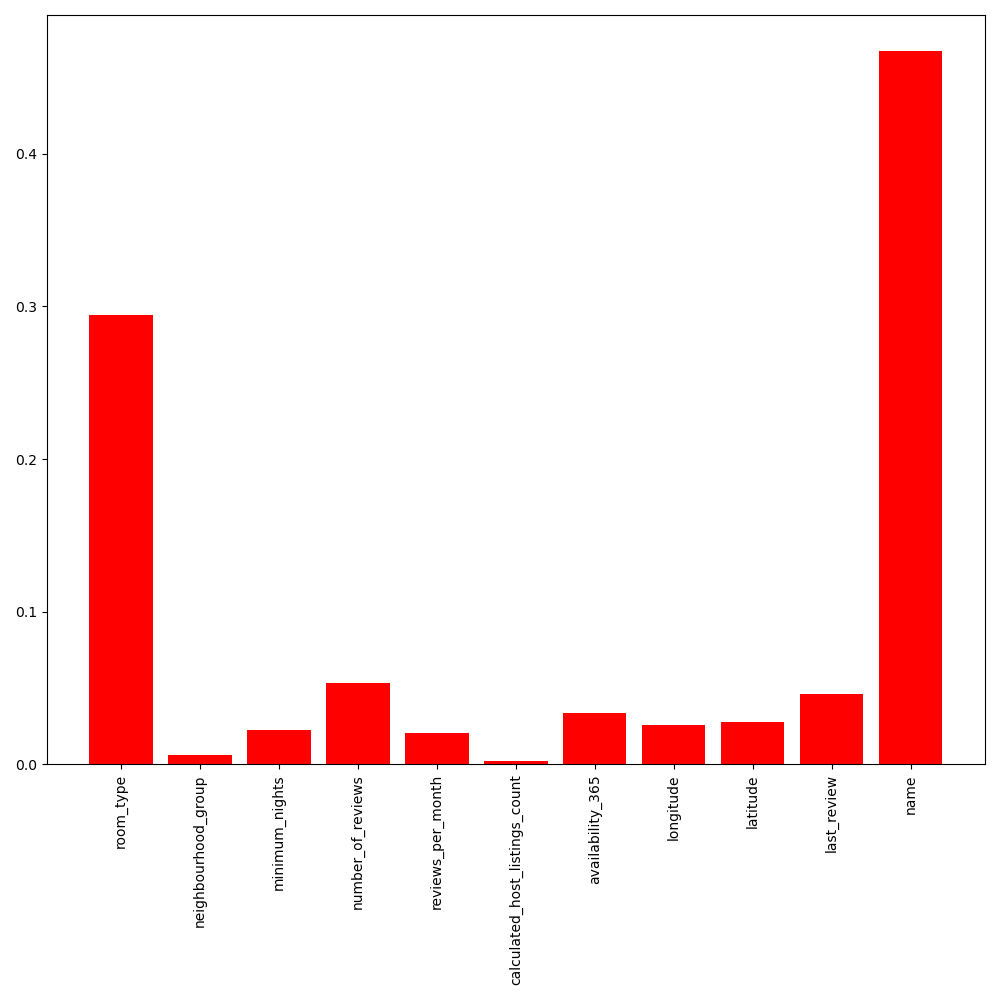 0.4
0.3
0.2
0.1
0.0
room_type
neighbourhood_group
minimum_nights
number_of_reviews
reviews_per_month
calculated_host_listings_count
availability_365
longitude
latitude
last_review
name